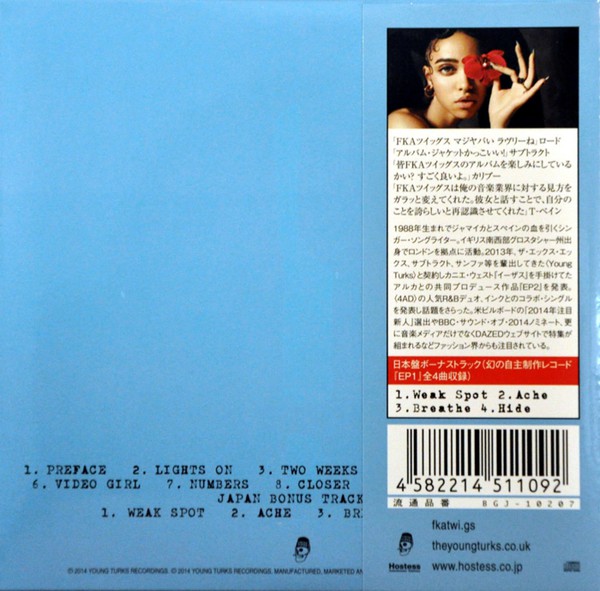 「FKAツイッグス マジヤバい ラヴリーね」ロード
「アルバム・ジャケットかっこいい!」サブトラクト
「皆FKAツイッグスのアルバムを楽しみにしている
かい? すごく良いよ。」カリブー
「FKAツイッグスは俺の音楽業界に対する見方を
ガラッと変えてくれた。彼女と話すことで、自分の
ことを誇らしいと再認識させてくれた」T-ペイン
1988年生まれでジャマイカとスペインの血を引くシン
ガー・ソングライター。イギリス南西部グロスタシャー州出
身でロンドンを拠点に活動。2013年、ザ・エックス・エッ
クス、サブトラクト、サンファ等を輩出してきた〈Young
Turks〉と契約しカニエ・ウェスト『イーザス』を手掛けてた
アルカとの共同プロデュース作品『EP2』を発表。
〈4AD〉の人気R&Bデュオ、インクとのコラボ・シングル
を発表し話題をさらった。米ビルボードの「2014年注目
新人」選出やBBC・サウンド・オブ・2014ノミネート、更
に音楽メディアだけでなくDAZEDウェブサイトで特集が
組まれるなどファッション界からも注目されている。
日本盤ボーナストラック(幻の自主制作レコード
『EP1』全4曲収録)
1.Weak Spot 2.Ache
3.Breathe 4.Hide
4 582214 511092
流通品番 BGJ-10207
fkatwi.gs
theyoungturks.co.uk
Hostess www.hostess.co.jp
1. PREFACE 2. LIGHTS ON 3. TWO WEEKS
6. VIDEO GIRL 7. NUMBERS 8. CLOSER
JAPAN BONUS TRACK
1. WEAK SPOT 2. ACHE 3. BRE
℗ 2014 YOUNG TURKS RECORDINGS. © 2014 YOUNG TURKS RECORDINGS. MANUFACTURED, MARKETED AN